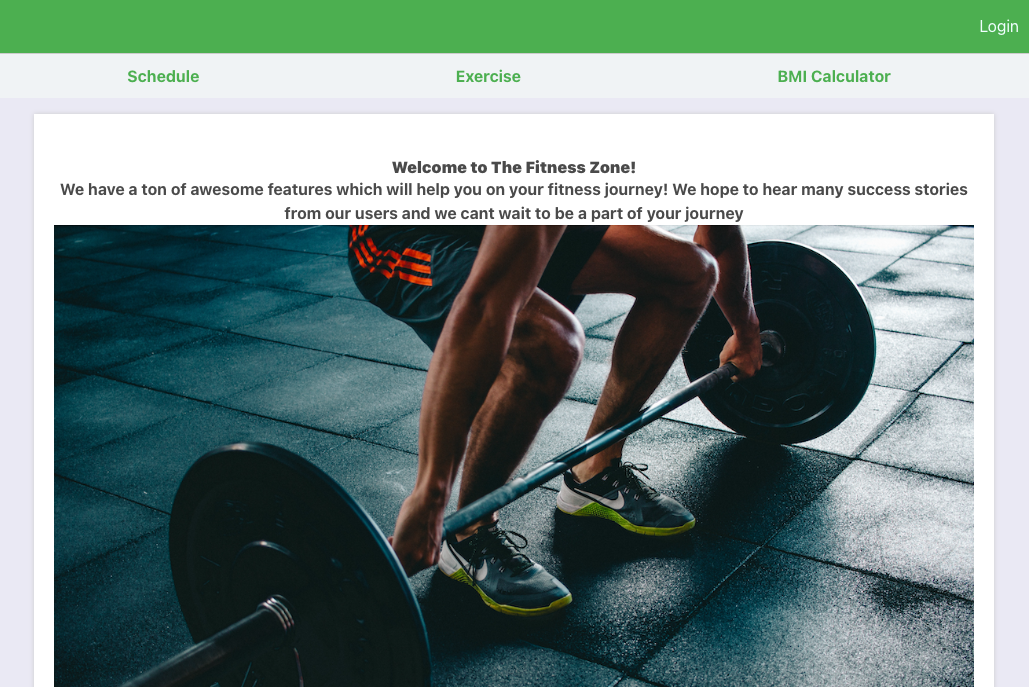 Login
Schedule Exercise BMI Calculator
Welcome to The Fitness Zone!
We have a ton of awesome features which will help you on your fitness journey! We hope to hear many success stories
from our users and we cant wait to be a part of your journey